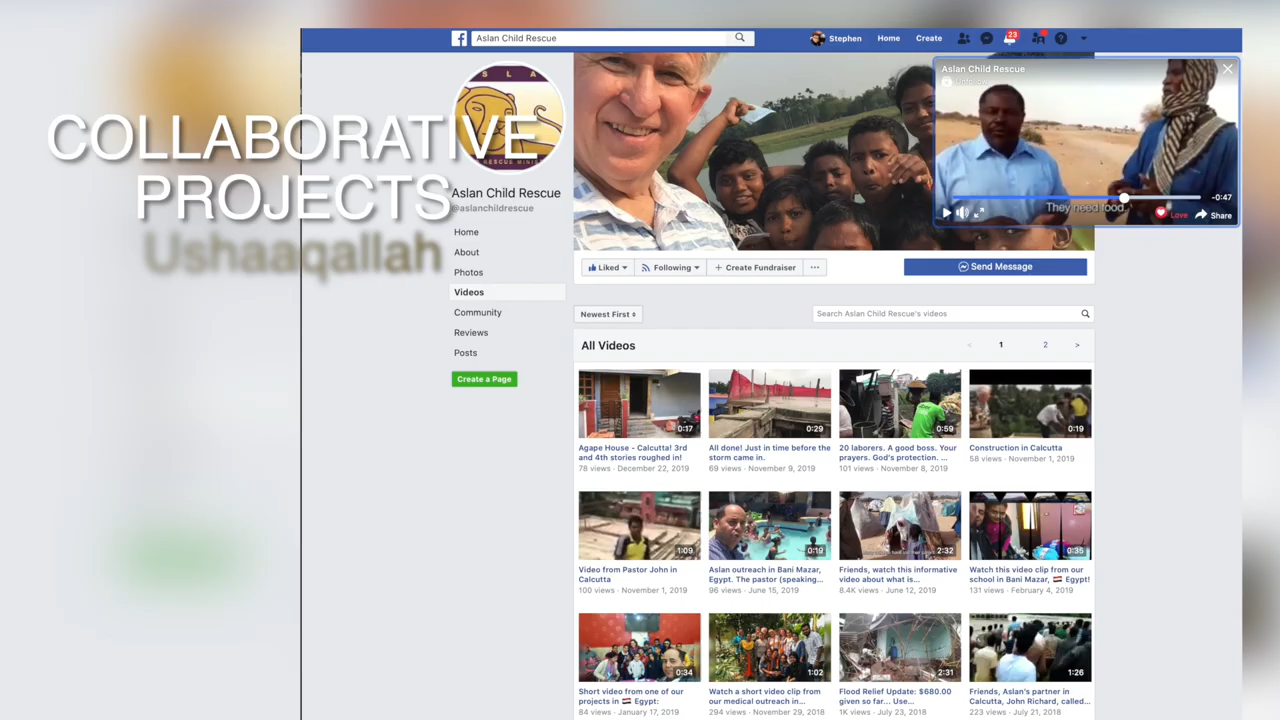 Aslan Child Rescue
Stephen
Home
Create
23
COLLABORATIVE
PROJECTS
Ushaaqallah
S L A
RESCUE MINIS
Aslan Child Rescue
@aslanchildrescue
Home
About
Photos
Videos
Community
Reviews
Posts
Create a Page
Aslan Child Rescue
They need food.
-0:47
Love
Share
Liked
Following
+ Create Fundraiser
...
Send Message
Newest First
Search Aslan Child Rescue's videos
All Videos
< 1 2 >
0:17
Agape House - Calcutta! 3rd
and 4th stories roughed in!
78 views · December 22, 2019
0:29
All done! Just in time before the
storm came in.
69 views · November 9, 2019
0:59
20 laborers. A good boss. Your
prayers. God's protection. ...
101 views · November 8, 2019
0:19
Construction in Calcutta
58 views · November 1, 2019
1:09
Video from Pastor John in
Calcutta
100 views · November 1, 2019
0:19
Aslan outreach in Bani Mazar,
Egypt. The pastor (speaking...
96 views · June 15, 2019
2:32
Friends, watch this informative
video about what is...
8.4K views · June 12, 2019
0:35
Watch this video clip from our
school in Bani Mazar, 🇪🇬 Egypt!
131 views · February 4, 2019
0:34
Short video from one of our
projects in 🇪🇬 Egypt:
84 views · January 17, 2019
1:02
Watch a short video clip from
our medical outreach in...
294 views · November 29, 2018
2:31
Flood Relief Update: $680.00
given so far... Use...
1K views · July 23, 2018
1:26
Friends, Aslan's partner in
Calcutta, John Richard, called...
223 views · July 21, 2018